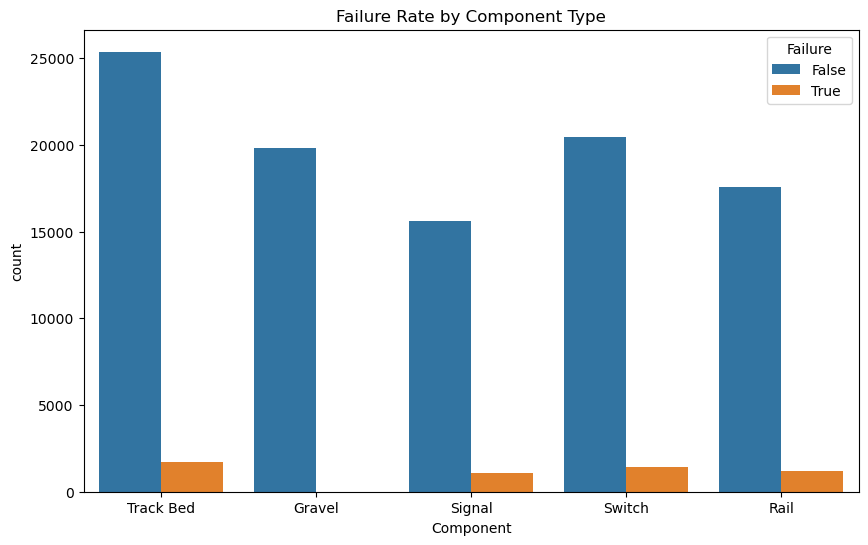 Failure Rate by Component Type
Failure
False
True
25000
20000
15000
10000
5000
0
count
Track Bed
Gravel
Signal
Switch
Rail
Component